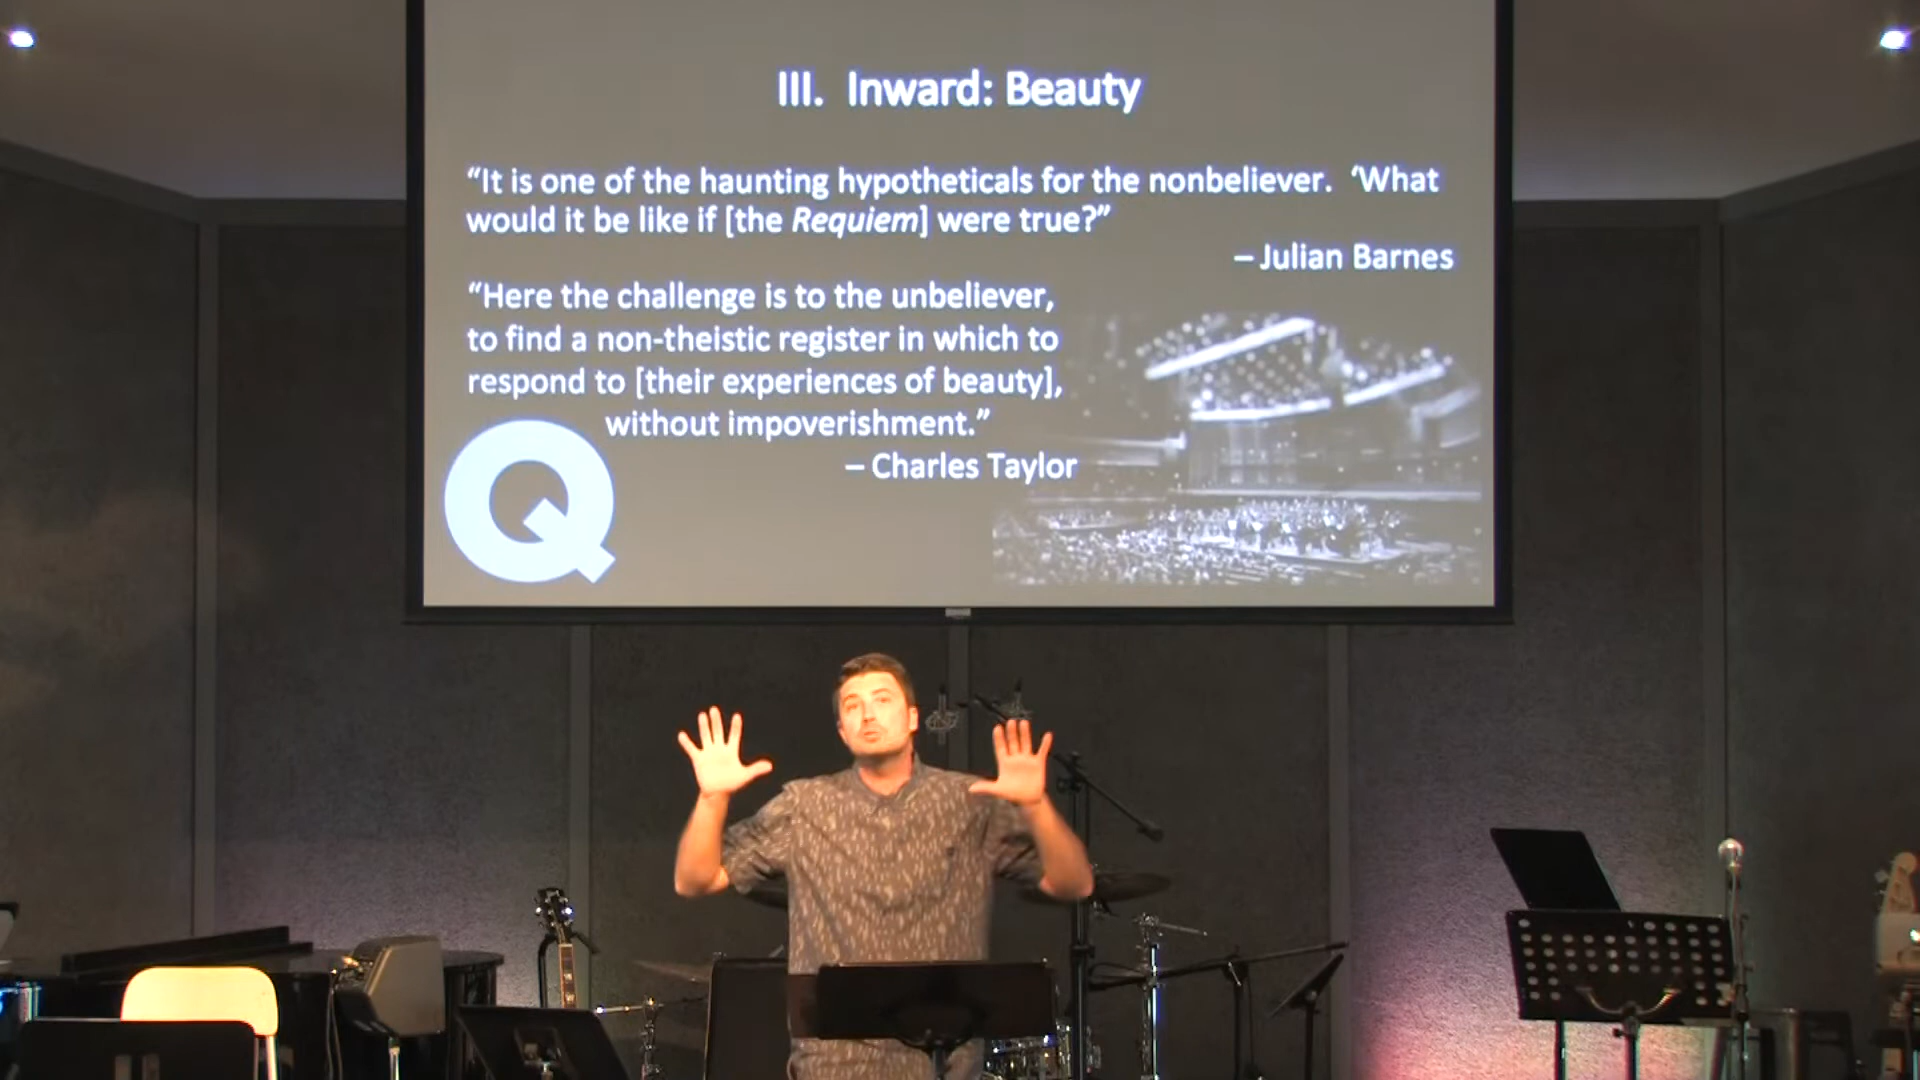 III. Inward: Beauty
“It is one of the haunting hypotheticals for the nonbeliever. ‘What
would it be like if [the Requiem] were true?”
– Julian Barnes
“Here the challenge is to the unbeliever,
to find a non-theistic register in which to
respond to [their experiences of beauty],
without impoverishment.”
– Charles Taylor
Q